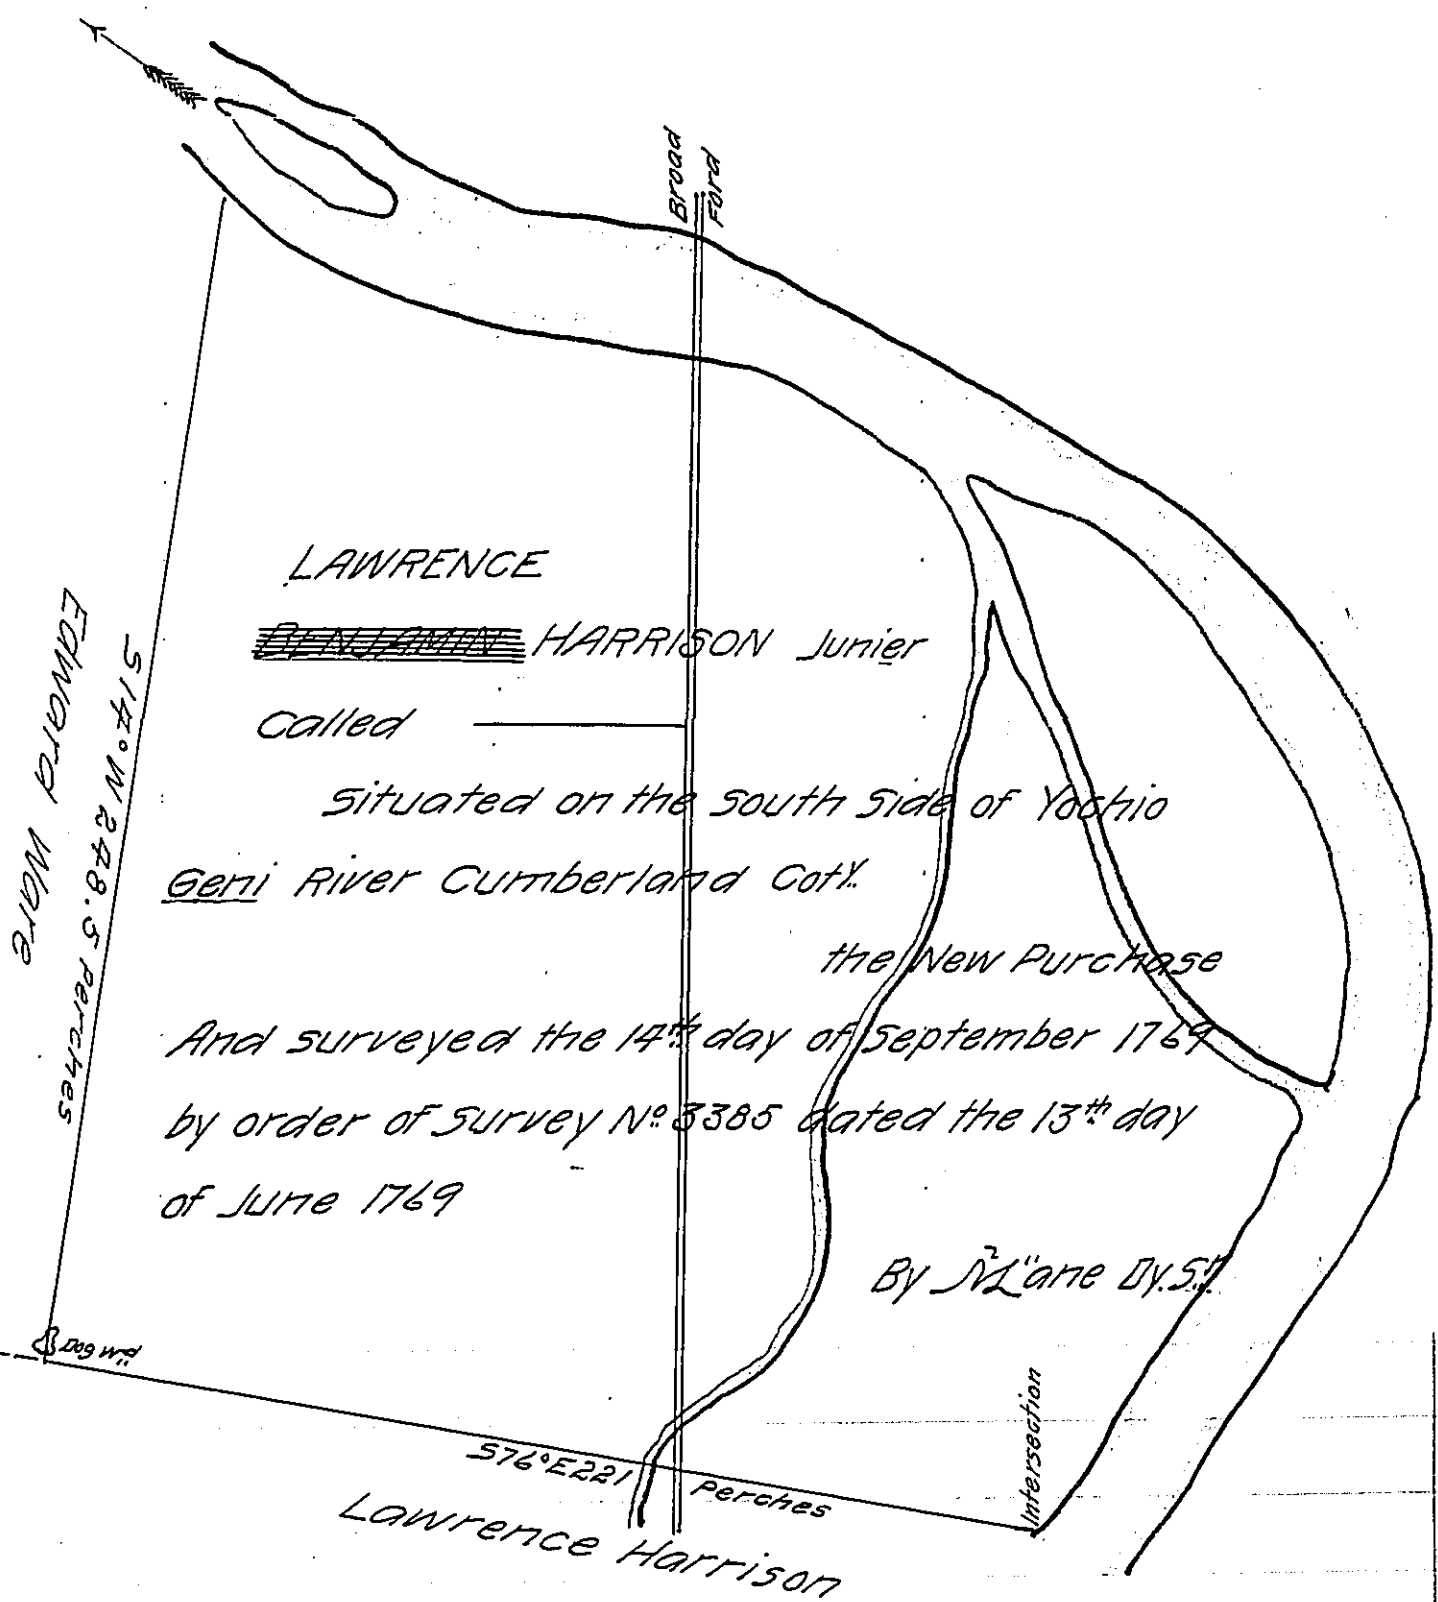 Broad
Ford
LAWRENCE
BENJAMIN HARRISON Junier
Called
Situated on the South Side of Yochio
Geni River Cumberland Coty.
the New Purchase
And surveyed the 14th day of September 1769
by order of Survey No 3385 dated the 13th day
of June 1769
By Lane Dy. Sr.
S 14° W 248.5 perches
Edward Ware
Dog Wd
S76°E221 Perches
Intersection
Lawrence Harrison